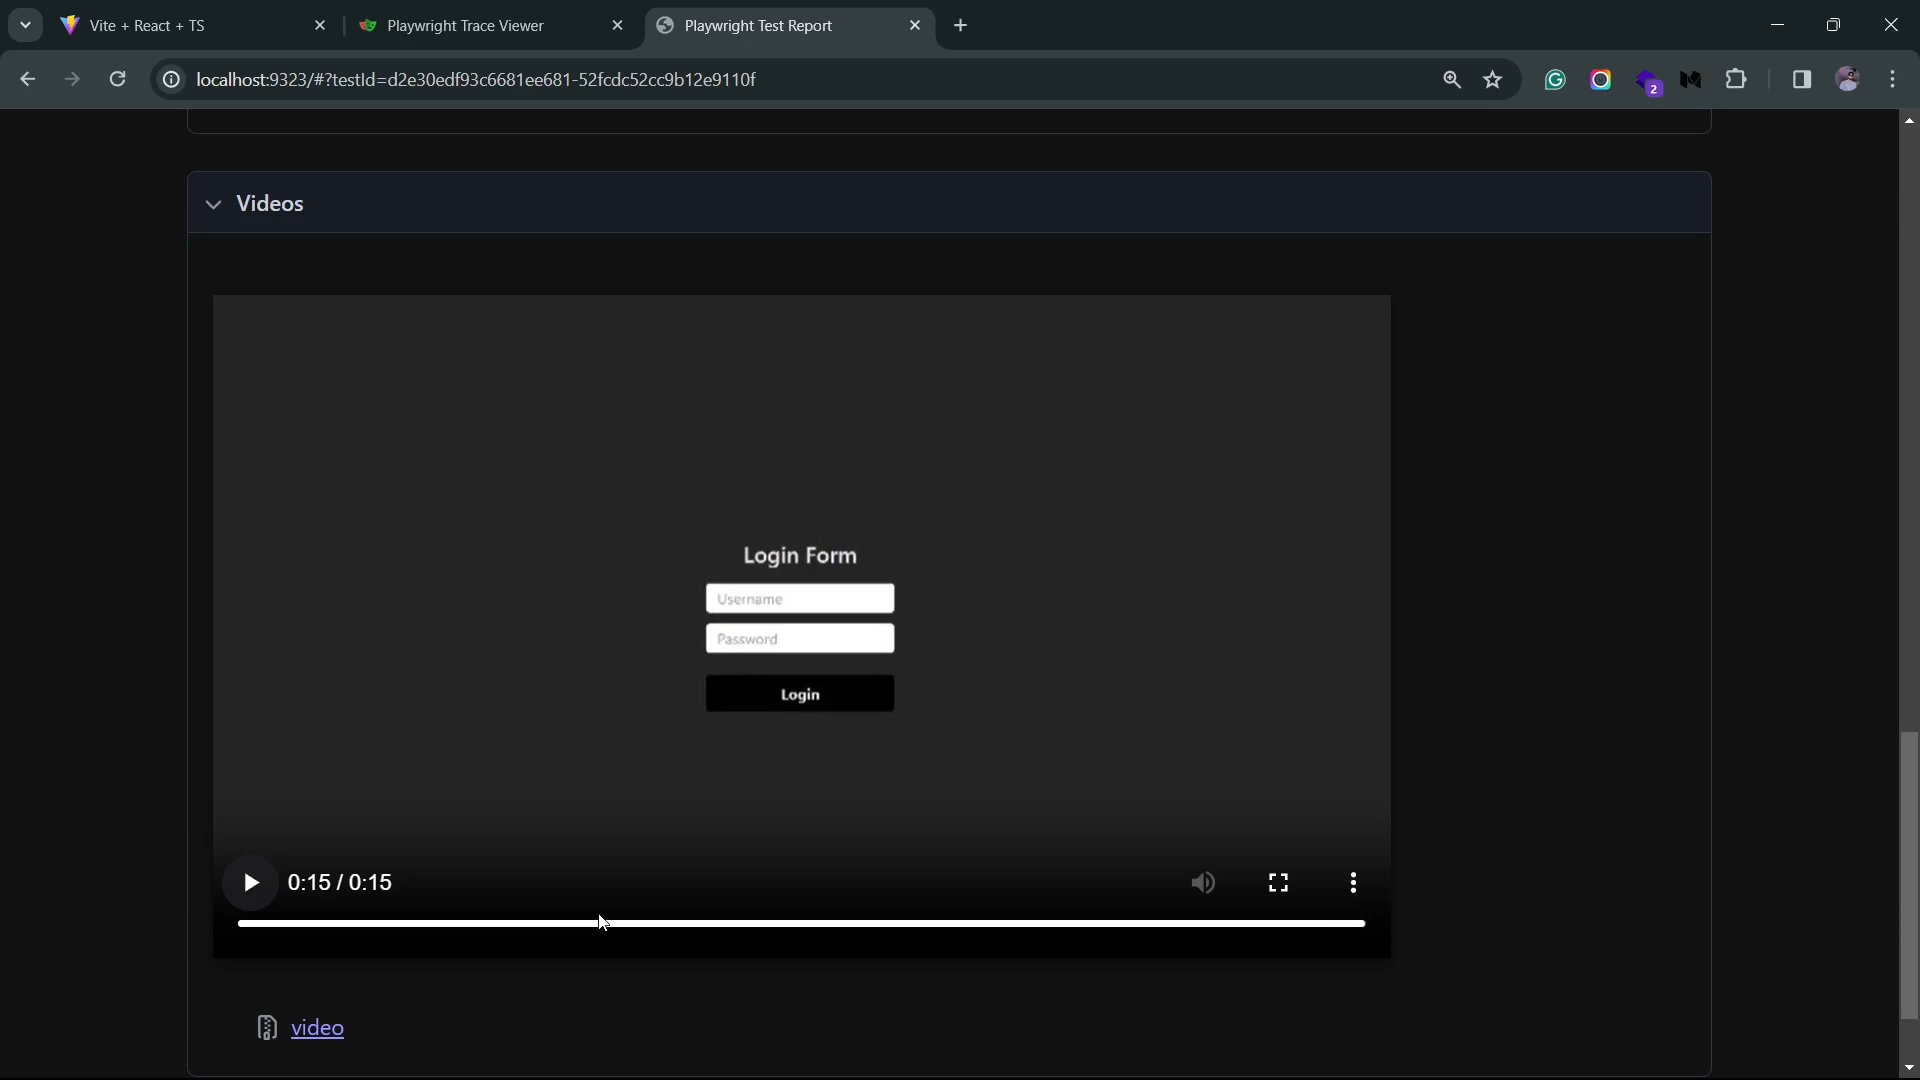 Vite + React + TS
Playwright Trace Viewer
Playwright Test Report
localhost:9323/#?testId=d2e30edf93c6681ee681-52fcdc52cc9b12e9110f
2
Videos
Login Form
Username
Password
Login
0:15 / 0:15
video